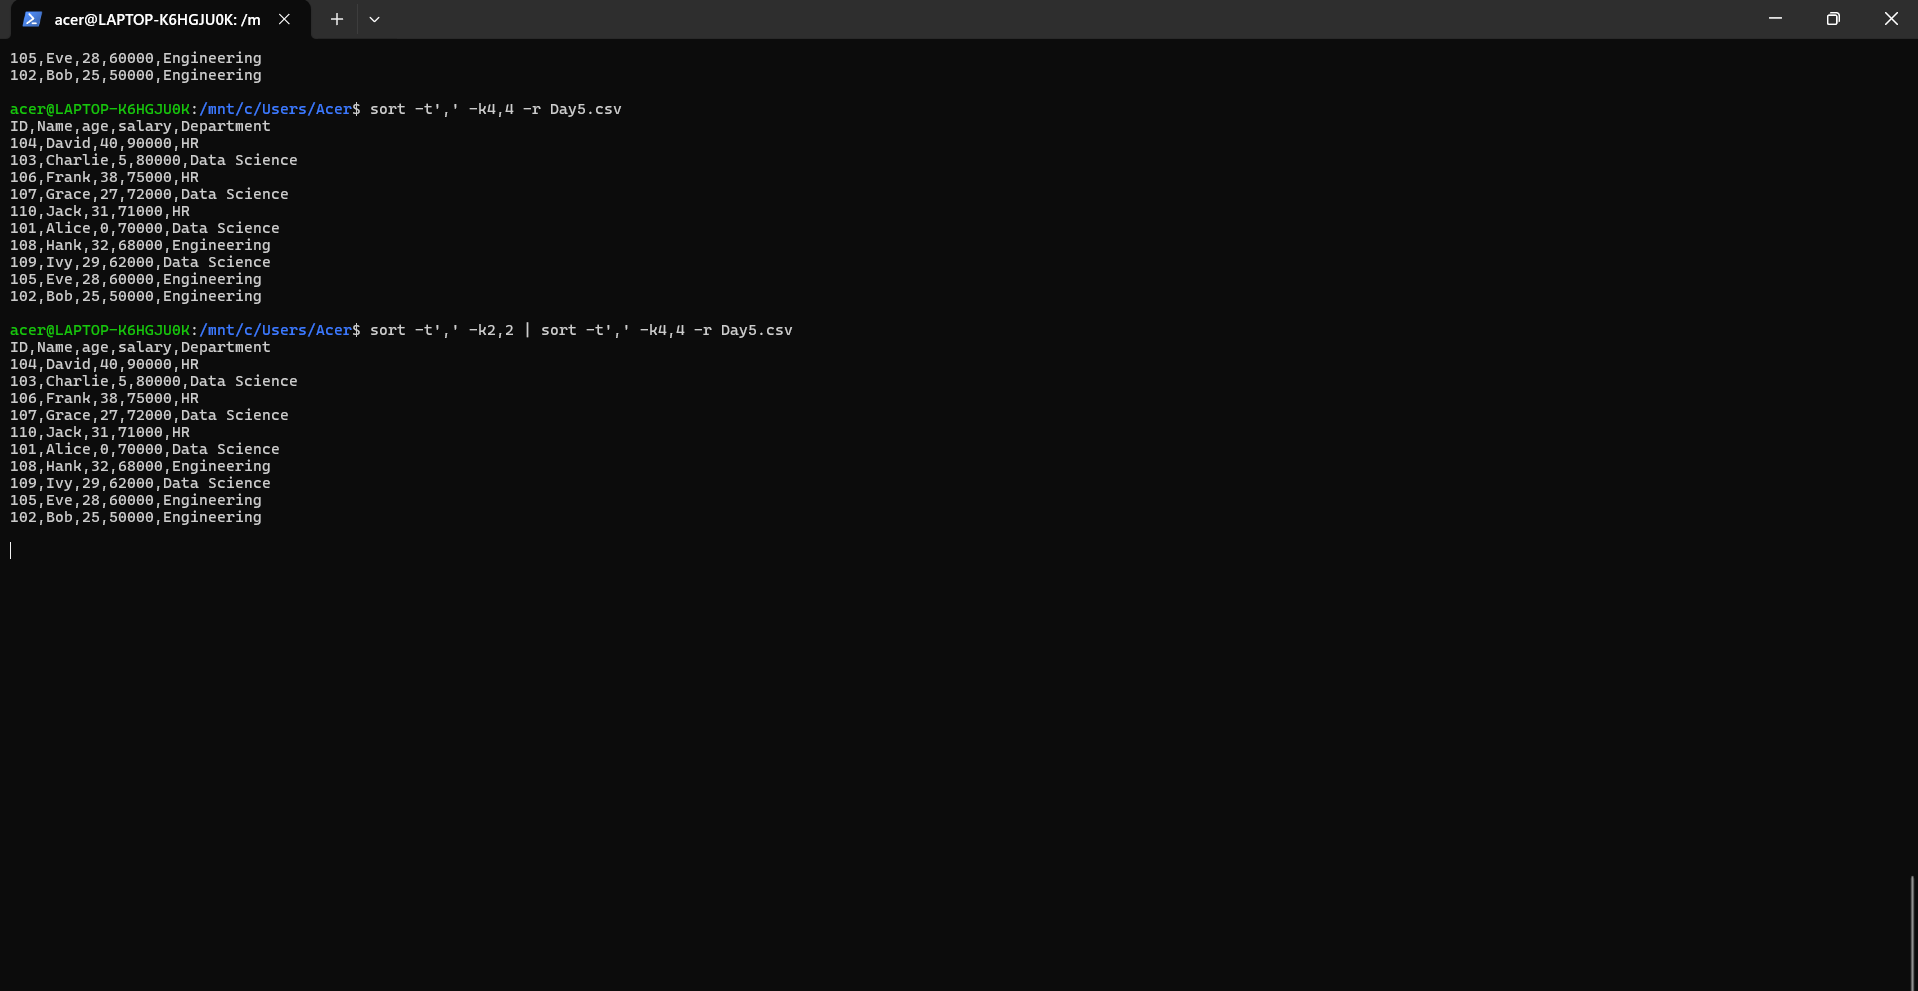 acer@LAPTOP-K6HGJU0K: /m
105,Eve,28,60000,Engineering
102,Bob,25,50000,Engineering
acer@LAPTOP-K6HGJU0K:/mnt/c/Users/Acer$ sort -t',' -k4,4 -r Day5.csv
ID,Name,age,salary,Department
104,David,40,90000,HR
103,Charlie,5,80000,Data Science
106,Frank,38,75000,HR
107,Grace,27,72000,Data Science
110,Jack,31,71000,HR
101,Alice,0,70000,Data Science
108,Hank,32,68000,Engineering
109,Ivy,29,62000,Data Science
105,Eve,28,60000,Engineering
102,Bob,25,50000,Engineering
acer@LAPTOP-K6HGJU0K:/mnt/c/Users/Acer$ sort -t',' -k2,2 | sort -t',' -k4,4 -r Day5.csv
ID,Name,age,salary,Department
104,David,40,90000,HR
103,Charlie,5,80000,Data Science
106,Frank,38,75000,HR
107,Grace,27,72000,Data Science
110,Jack,31,71000,HR
101,Alice,0,70000,Data Science
108,Hank,32,68000,Engineering
109,Ivy,29,62000,Data Science
105,Eve,28,60000,Engineering
102,Bob,25,50000,Engineering